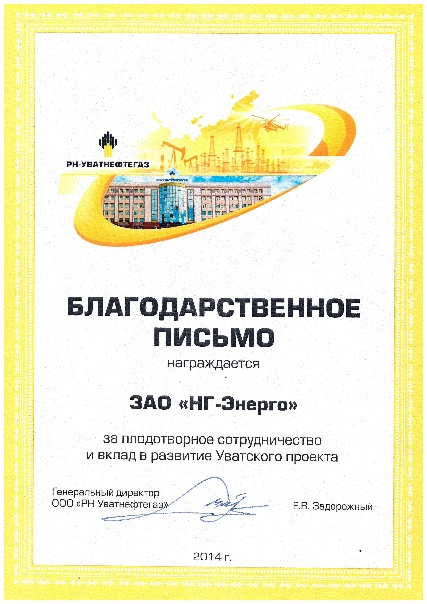 РН-УВАТНЕФТЕГАЗ
БЛАГОДАРСТВЕННОЕ
ПИСЬМО
награждается
ЗАО «НГ-Энерго»
за плодотворное сотрудничество
и вклад в развитие Уватского проекта
Генеральный директор
ООО «РН Уватнефтегаз»
Е.В. Задорожный
2014 г.